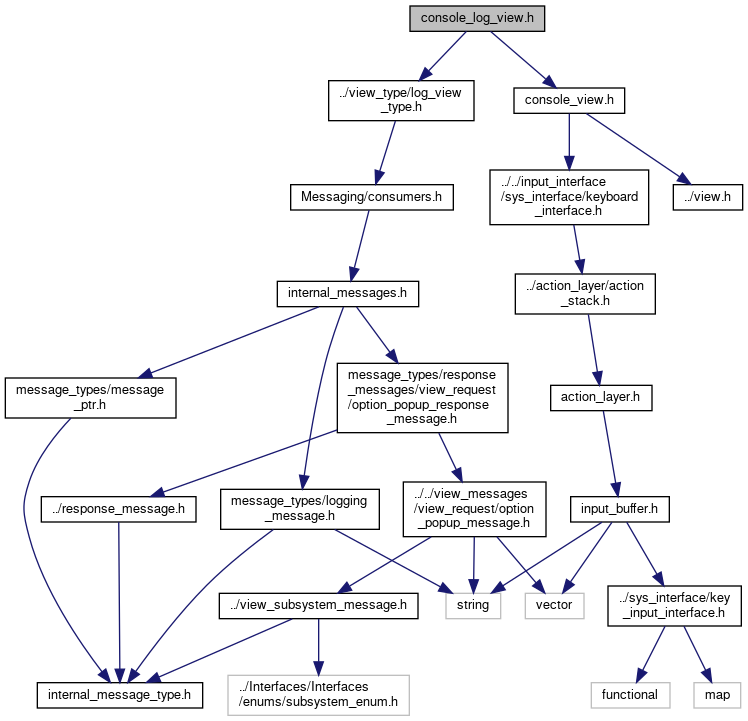 console_log_view.h
../view_type/log_view
_type.h
console_view.h
Messaging/consumers.h
../../input_interface
/sys_interface/keyboard
_interface.h
../view.h
internal_messages.h
../action_layer/action
_stack.h
message_types/message
_ptr.h
message_types/response
_messages/view_request
/option_popup_response
_message.h
action_layer.h
../response_message.h
message_types/logging
_message.h
../../view_messages
/view_request/option
_popup_message.h
input_buffer.h
../view_subsystem_message.h
string
vector
../sys_interface/key
_input_interface.h
internal_message_type.h
../Interfaces/Interfaces
/enums/subsystem_enum.h
functional
map